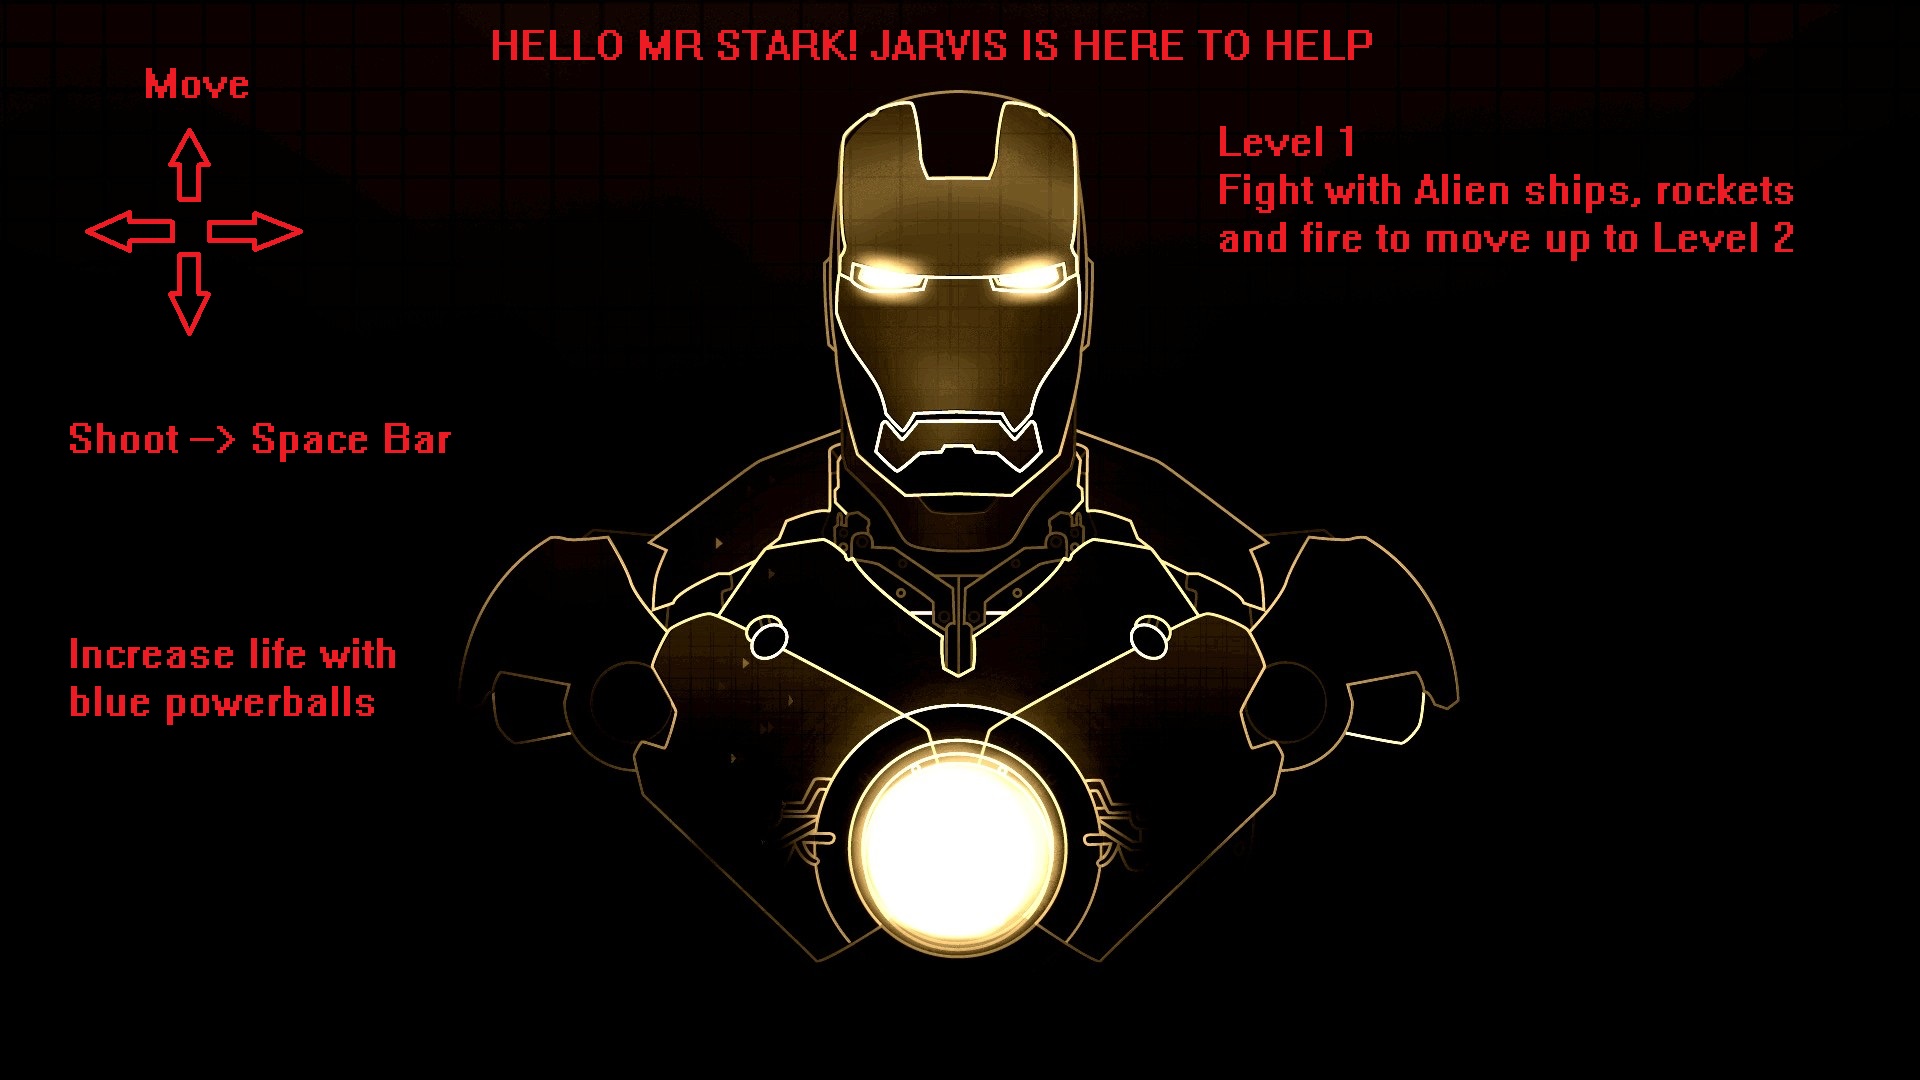 HELLO MR STARK! JARVIS IS HERE TO HELP
Move
Level 1
Fight with Alien ships, rockets
and fire to move up to Level 2
Shoot –> Space Bar
Increase life with
blue powerballs